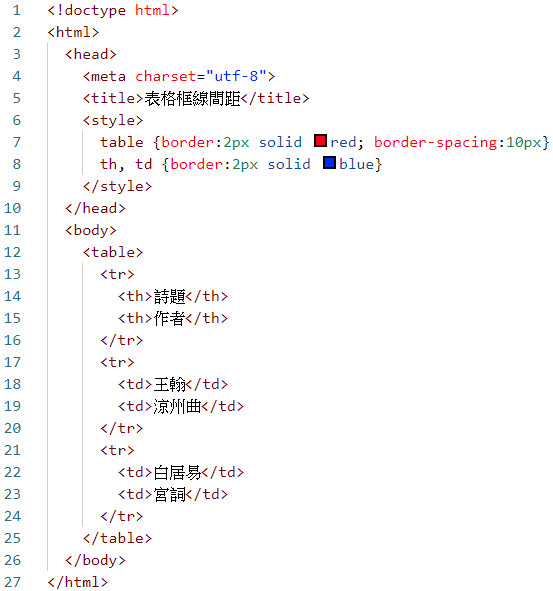 1 <!doctype html>
2 <html>
3 <head>
4 <meta charset="utf-8">
5 <title>表格框線間距</title>
6 <style>
7 table {border:2px solid red; border-spacing:10px}
8 th, td {border:2px solid blue}
9 </style>
10 </head>
11 <body>
12 <table>
13 <tr>
14 <th>詩題</th>
15 <th>作者</th>
16 </tr>
17 <tr>
18 <td>王翰</td>
19 <td>涼州曲</td>
20 </tr>
21 <tr>
22 <td>白居易</td>
23 <td>宮詞</td>
24 </tr>
25 </table>
26 </body>
27 </html>